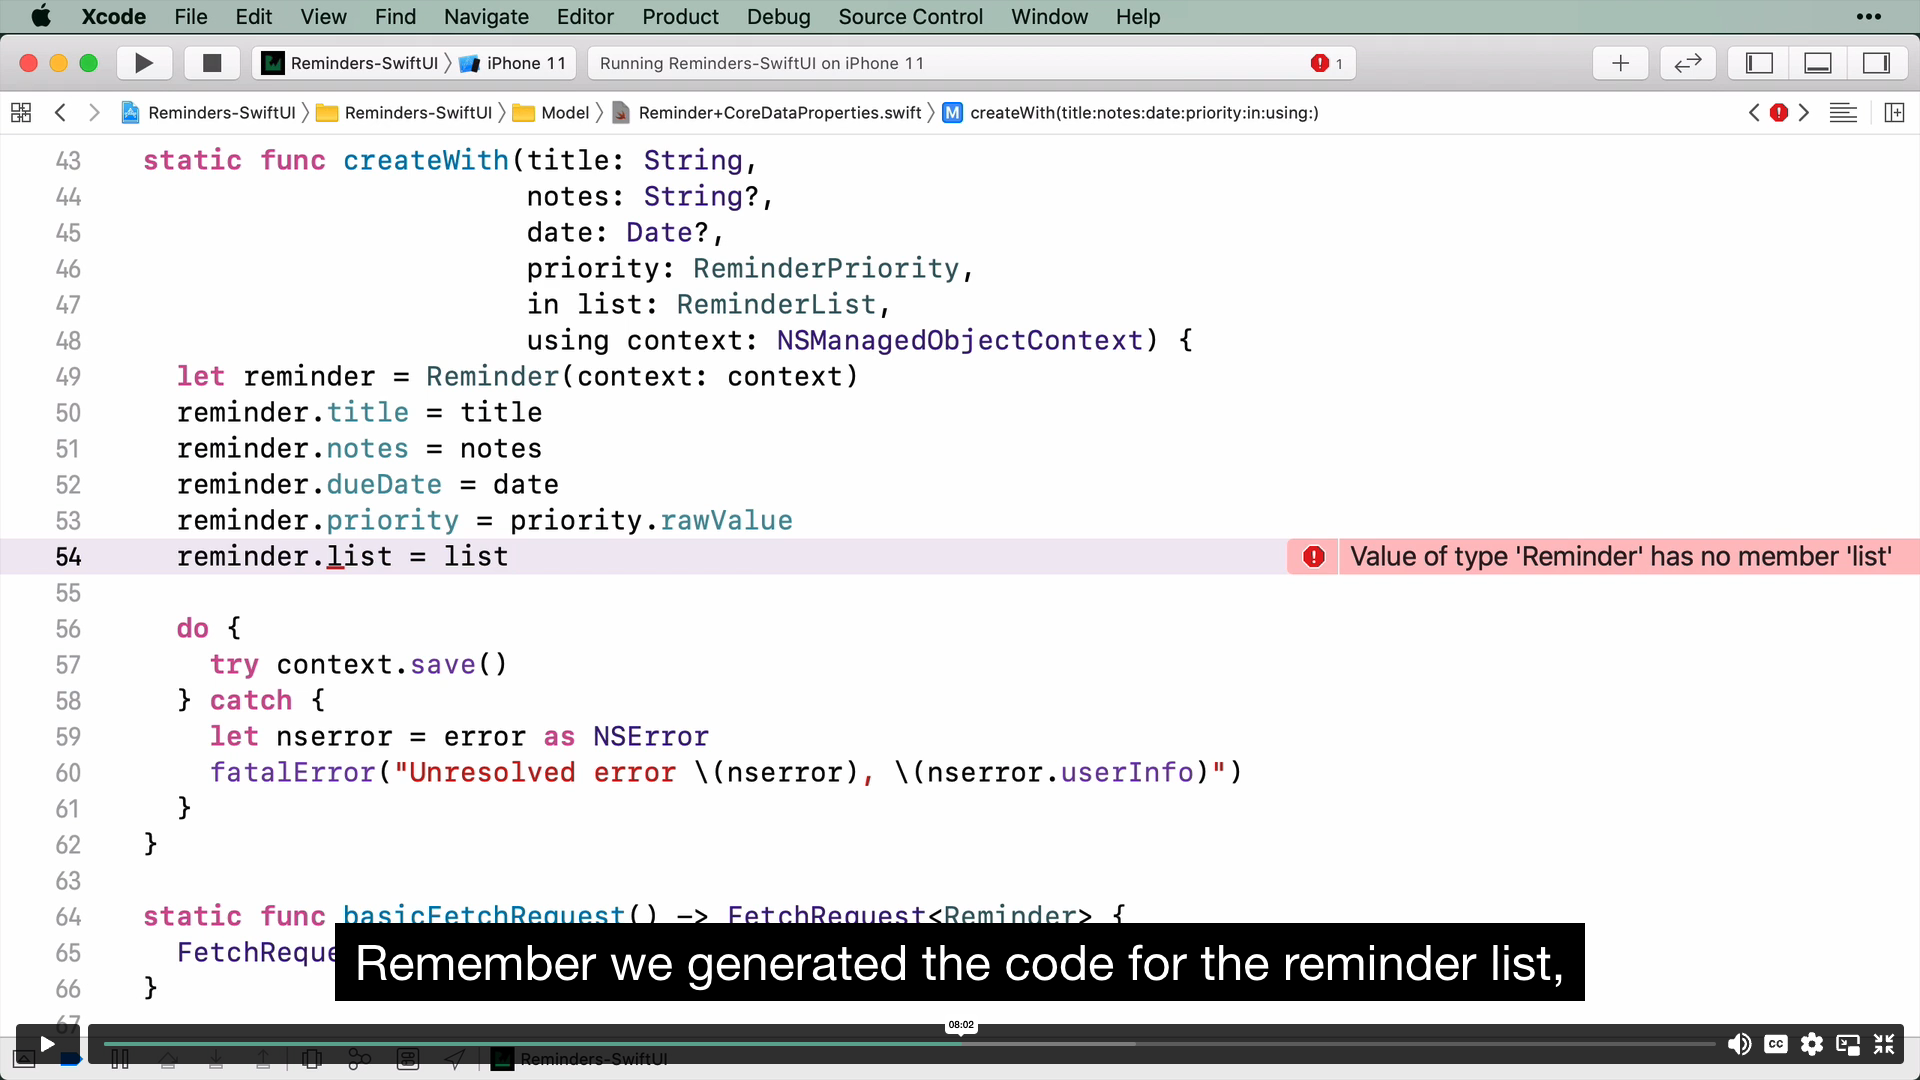 Xcode File Edit View Find Navigate Editor Product Debug Source Control Window Help
Reminders-SwiftUI iPhone 11 Running Reminders-SwiftUI on iPhone 11 1
Reminders-SwiftUI Reminders-SwiftUI Model Reminder+CoreDataProperties.swift M createWith(title:notes:date:priority:in:using:)
43 static func createWith(title: String,
44 notes: String?,
45 date: Date?,
46 priority: ReminderPriority,
47 in list: ReminderList,
48 using context: NSManagedObjectContext) {
49 let reminder = Reminder(context: context)
50 reminder.title = title
51 reminder.notes = notes
52 reminder.dueDate = date
53 reminder.priority = priority.rawValue
54 reminder.list = list Value of type 'Reminder' has no member 'list'
55
56 do {
57 try context.save()
58 } catch {
59 let nserror = error as NSError
60 fatalError("Unresolved error \(nserror), \(nserror.userInfo)")
61 }
62 }
63
64 static func basicFetchRequest() -> FetchRequest<Reminder> {
65 FetchReque
Remember we generated the code for the reminder list,
66 }
67
08:02
CC
Reminders-SwiftUI